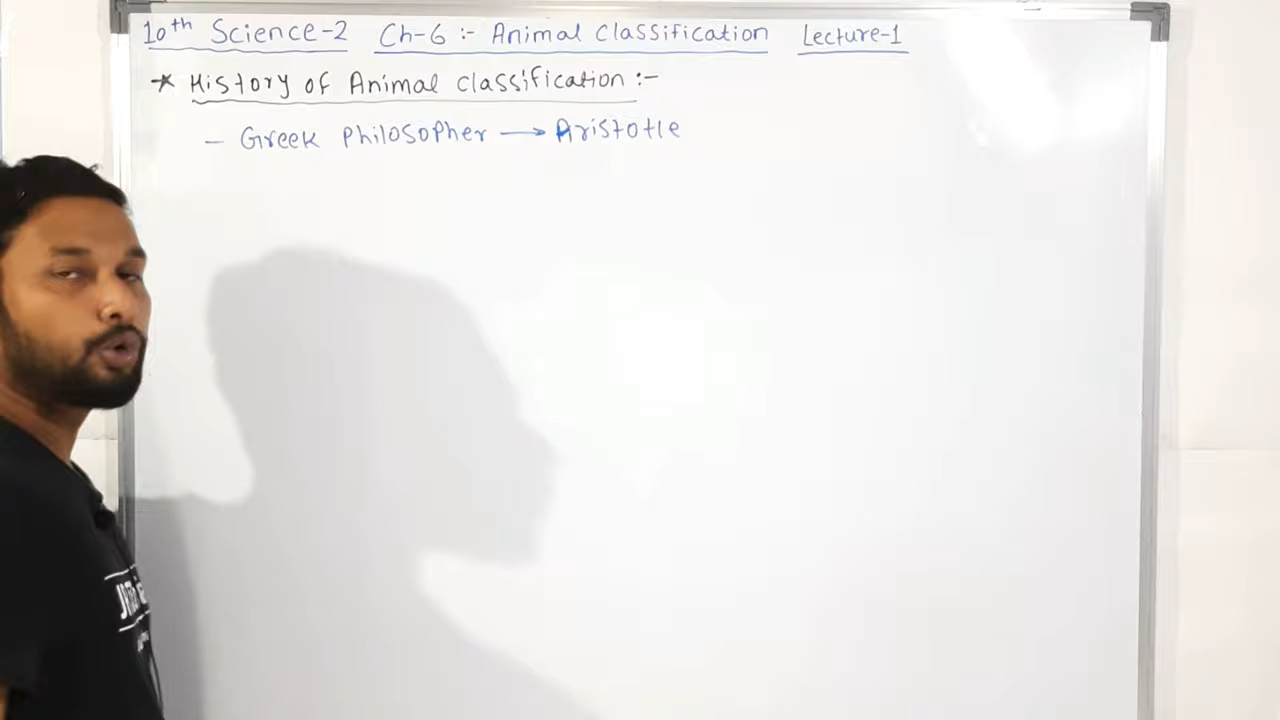 10th Science-2 Ch-6 :- Animal Classification Lecture-1
* History of Animal Classification :-
- Greek Philosopher → Aristotle